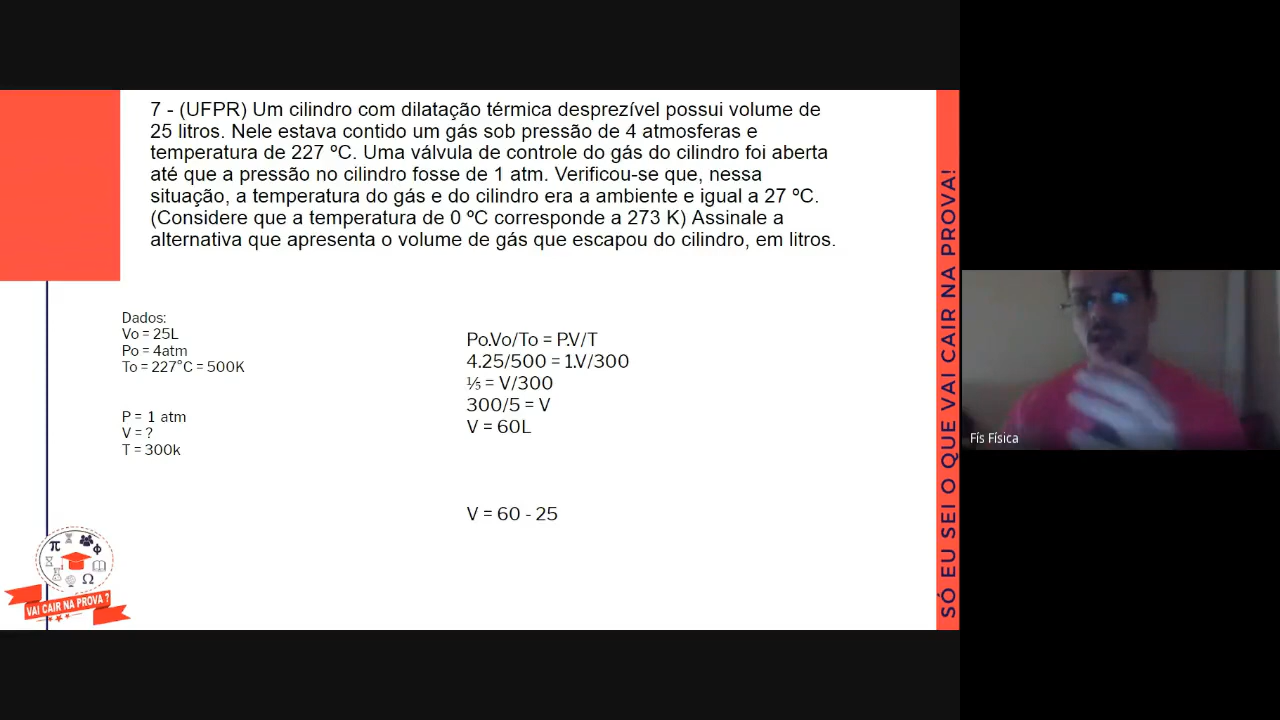 7 - (UFPR) Um cilindro com dilatação térmica desprezível possui volume de
25 litros. Nele estava contido um gás sob pressão de 4 atmosferas e
temperatura de 227 ºC. Uma válvula de controle do gás do cilindro foi aberta
até que a pressão no cilindro fosse de 1 atm. Verificou-se que, nessa
situação, a temperatura do gás e do cilindro era a ambiente e igual a 27 ºC.
(Considere que a temperatura de 0 ºC corresponde a 273 K) Assinale a
alternativa que apresenta o volume de gás que escapou do cilindro, em litros.
Dados:
Vo = 25L
Po = 4atm
To = 227°C = 500K
P = 1 atm
V = ?
T = 300k
Po.Vo/To = P.V/T
4.25/500 = 1.V/300
⅕ = V/300
300/5 = V
V = 60L
V = 60 - 25
π
Φ
Ω
VAI CAIR NA PROVA ?
SÓ EU SEI O QUE VAI CAIR NA PROVA!
Fís Física